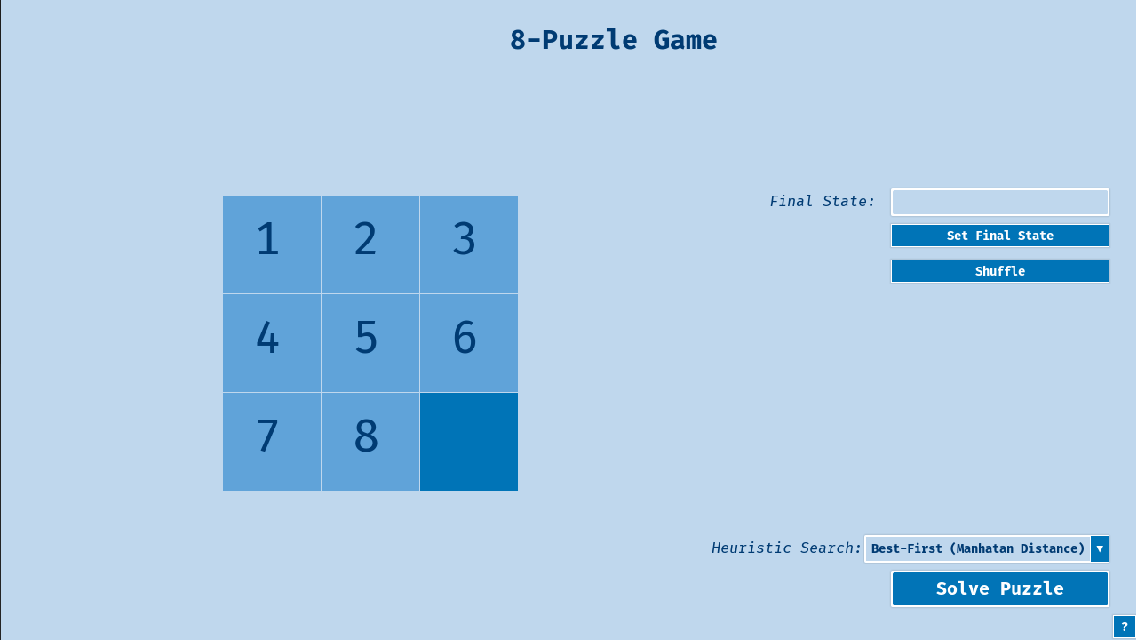 8-Puzzle Game
1 2 3
4 5 6
7 8
Final State:
Set Final State
Shuffle
Heuristic Search: Best-First (Manhatan Distance) ▼
Solve Puzzle
?